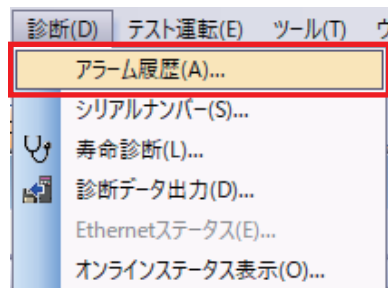 診断(D) テスト運転(E) ツール(T)
アラーム履歴(A)...
シリアルナンバー(S)...
寿命診断(L)...
診断データ出力(D)...
Ethernetステータス(E)...
オンラインステータス表示(O)...